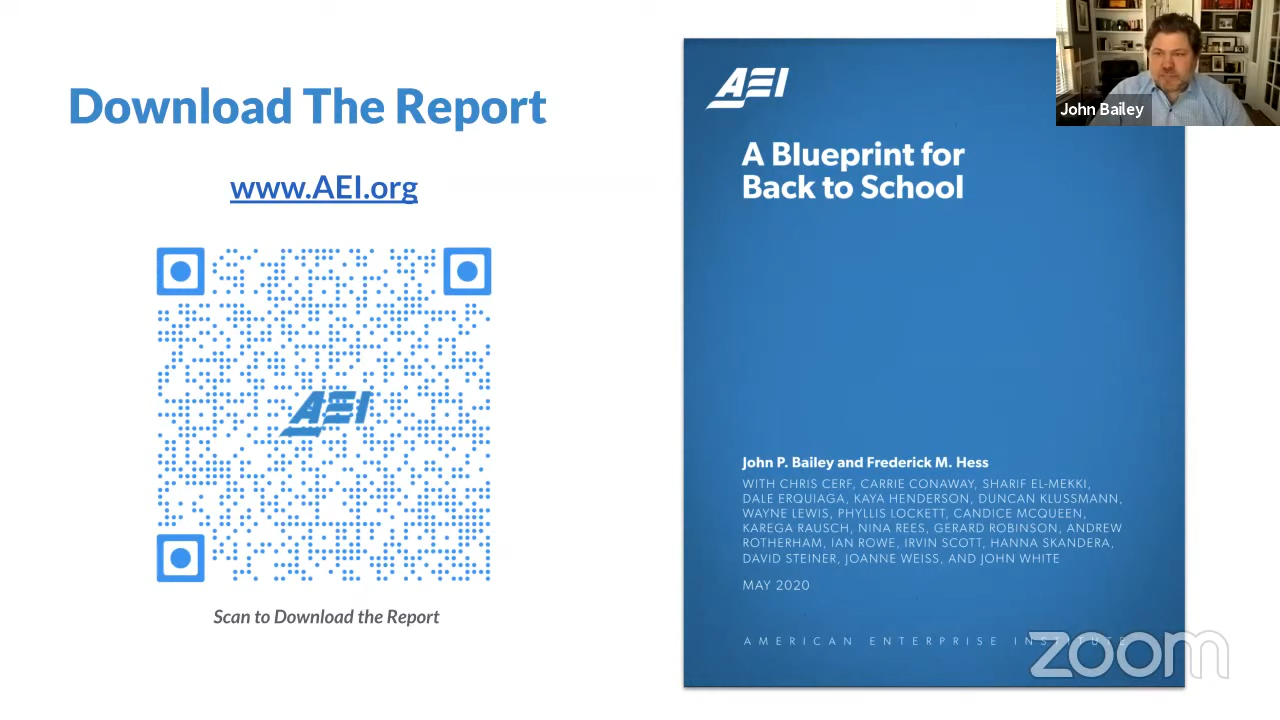 Download The Report
www.AEI.org
AEI
Scan to Download the Report
AEI
A Blueprint for
Back to School
John P. Bailey and Frederick M. Hess
WITH CHRIS CERF, CARRIE CONAWAY, SHARIF EL-MEKKI,
DALE ERQUIAGA, KAYA HENDERSON, DUNCAN KLUSSMANN,
WAYNE LEWIS, PHYLLIS LOCKETT, CANDICE MCQUEEN,
KAREGA RAUSCH, NINA REES, GERARD ROBINSON, ANDREW
ROTHERHAM, IAN ROWE, IRVIN SCOTT, HANNA SKANDERA,
DAVID STEINER, JOANNE WEISS, AND JOHN WHITE
MAY 2020
AMERICAN ENTERPRISE INSTITUTE
John Bailey
zoom